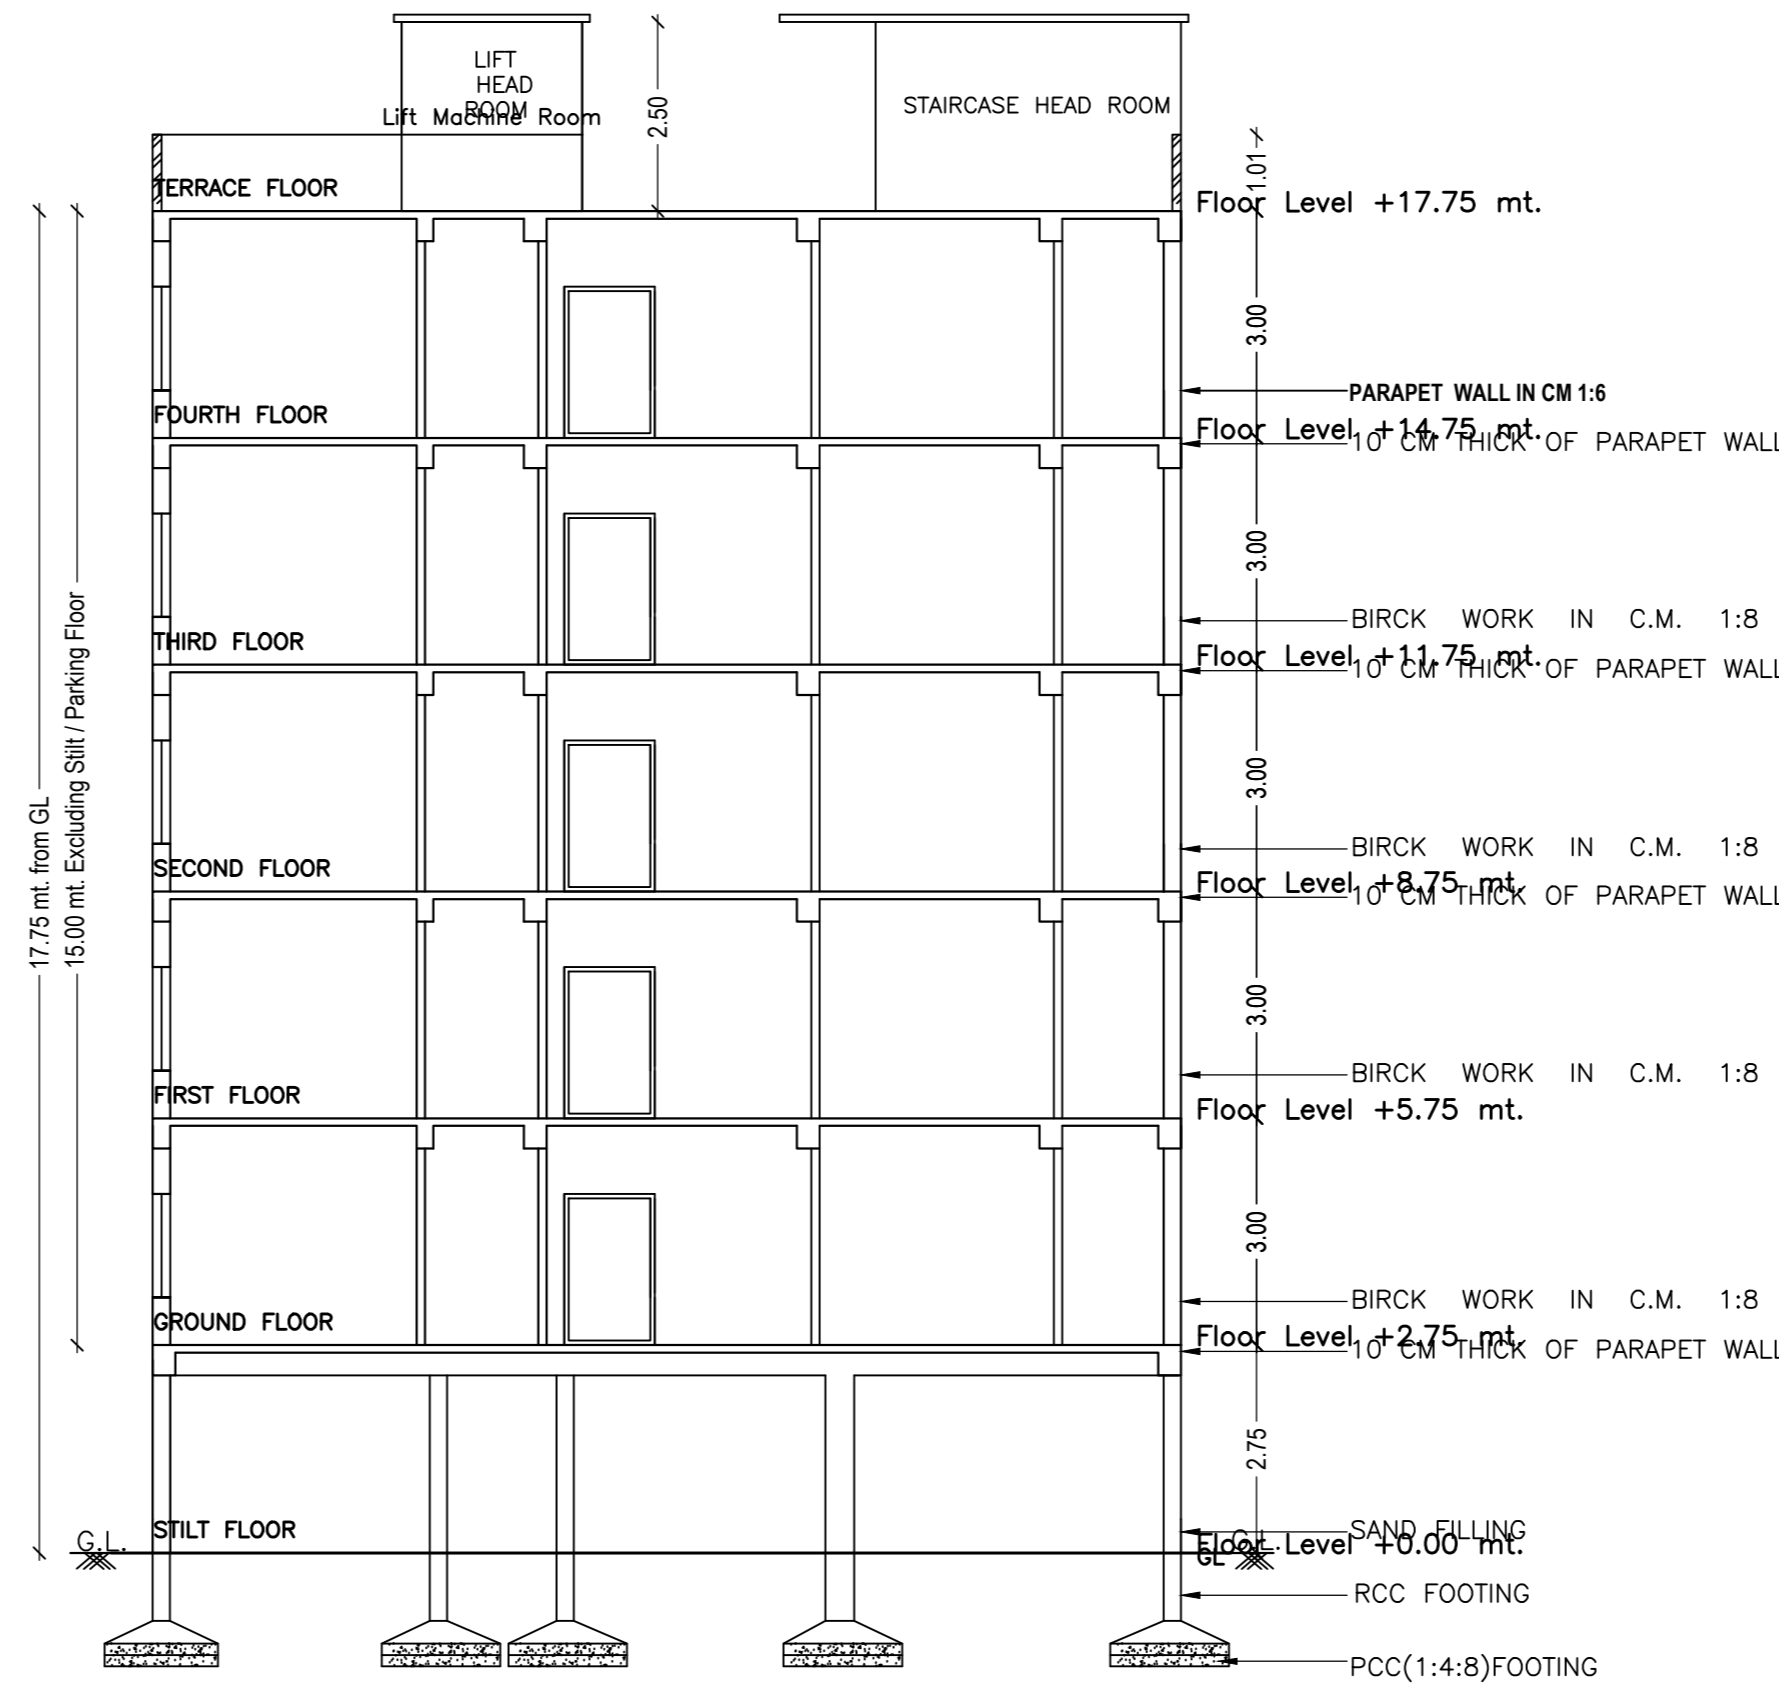 LIFT
HEAD
ROOM
Lift Machine Room
STAIRCASE HEAD ROOM
2.50
1.01
TERRACE FLOOR
Floor Level +17.75 mt.
3.00
PARAPET WALL IN CM 1:6
FOURTH FLOOR
Floor Level +14.75 mt.
10 CM THICK OF PARAPET WALL
3.00
BIRCK WORK IN C.M. 1:8
THIRD FLOOR
Floor Level +11.75 mt.
10 CM THICK OF PARAPET WALL
17.75 mt. from GL
15.00 mt. Excluding Stilt / Parking Floor
3.00
BIRCK WORK IN C.M. 1:8
SECOND FLOOR
Floor Level +8.75 mt.
10 CM THICK OF PARAPET WALL
3.00
BIRCK WORK IN C.M. 1:8
FIRST FLOOR
Floor Level +5.75 mt.
3.00
BIRCK WORK IN C.M. 1:8
GROUND FLOOR
Floor Level +2.75 mt.
10 CM THICK OF PARAPET WALL
2.75
STILT FLOOR
SAND FILLING
G.L.
G.L.
Floor Level +0.00 mt.
GL
RCC FOOTING
PCC(1:4:8)FOOTING